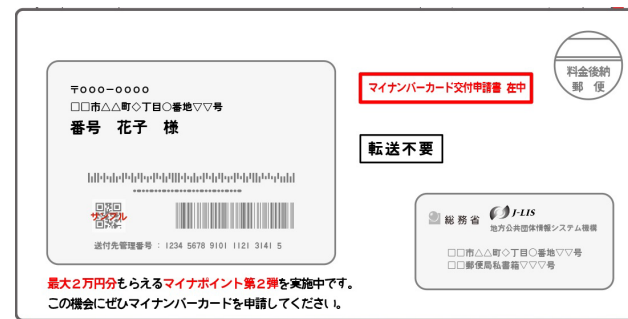 〒000-0000
□□市△△町◇丁目○番地▽▽号
番号 花子 様
サンプル
送付先管理番号 : 1234 5678 9101 1121 3141 5
マイナンバーカード交付申請書 在中
転送不要
料金後納
郵 便
総務省 J-LIS
地方公共団体情報システム機構
□□市△△町◇丁目○番地▽▽号
□□郵便局私書箱▽▽▽号
最大2万円分もらえるマイナポイント第2弾を実施中です。
この機会にぜひマイナンバーカードを申請してください。